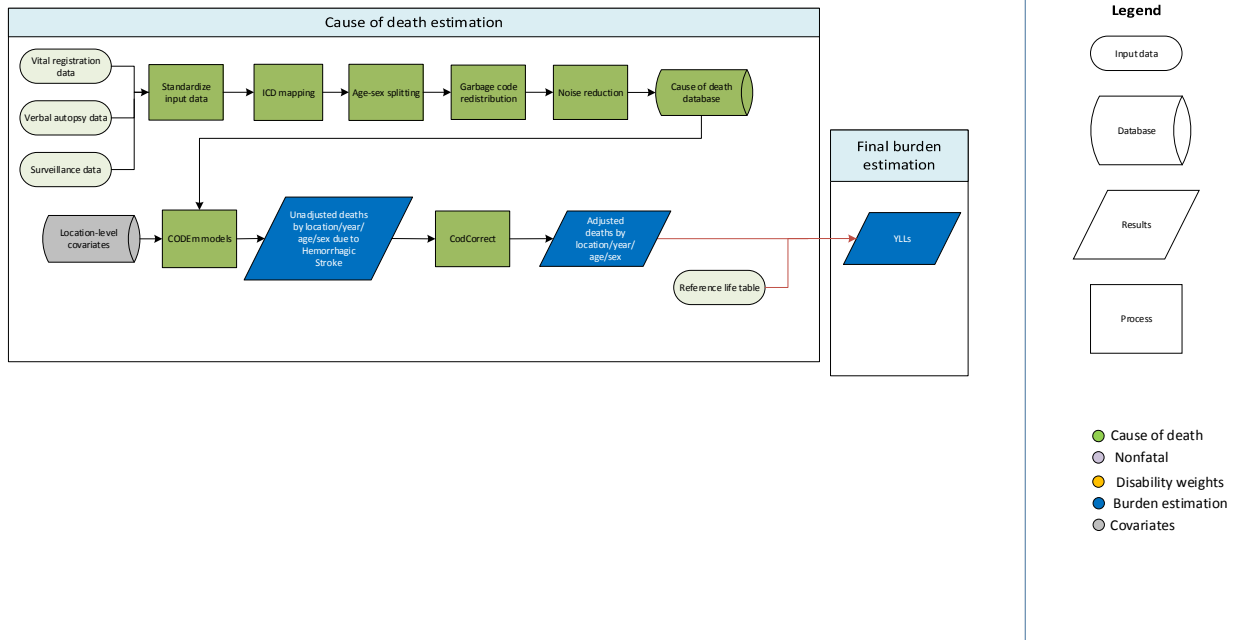 Cause of death estimation
Vital registration
data
Verbal autopsy data
Surveillance data
Standardize
input data
ICD mapping
Age-sex splitting
Garbage code
redistribution
Noise reduction
Cause of death
database
Location-level
covariates
CODEm models
Unadjusted deaths
by location/year/
age/sex due to
Hemorrhagic
Stroke
CodCorrect
Adjusted
deaths by
location/year/
age/sex
Reference life table
Final burden
estimation
YLLs
Legend
Input data
Database
Results
Process
Cause of death
Nonfatal
Disability weights
Burden estimation
Covariates